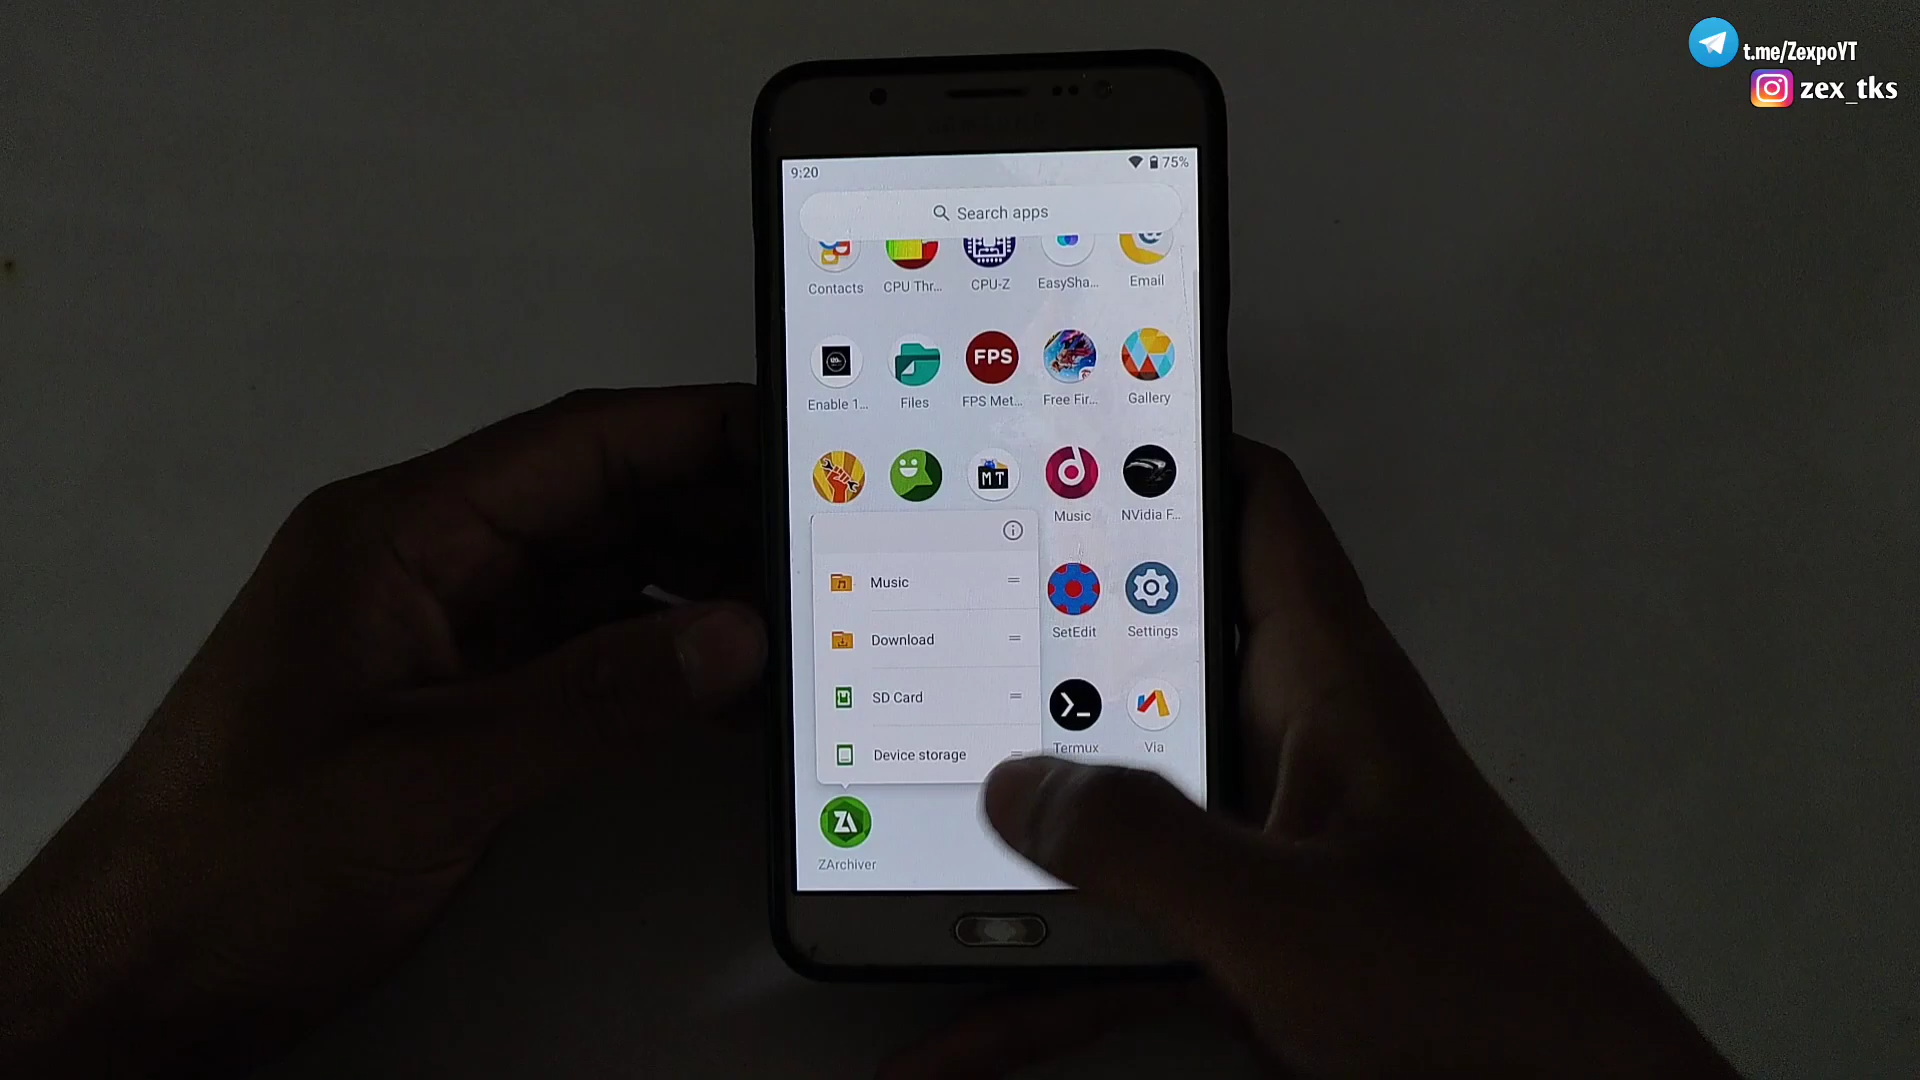 t.me/ZexpoYT
zex_tks
9:20
75%
Search apps
Contacts
CPU Thr...
CPU-Z
EasySha...
Email
FPS
Enable 1...
Files
FPS Met...
Free Fir...
Gallery
MT
Music
NVidia F...
Music
Download
SD Card
Device storage
SetEdit
Settings
Termux
Via
ZA
ZArchiver